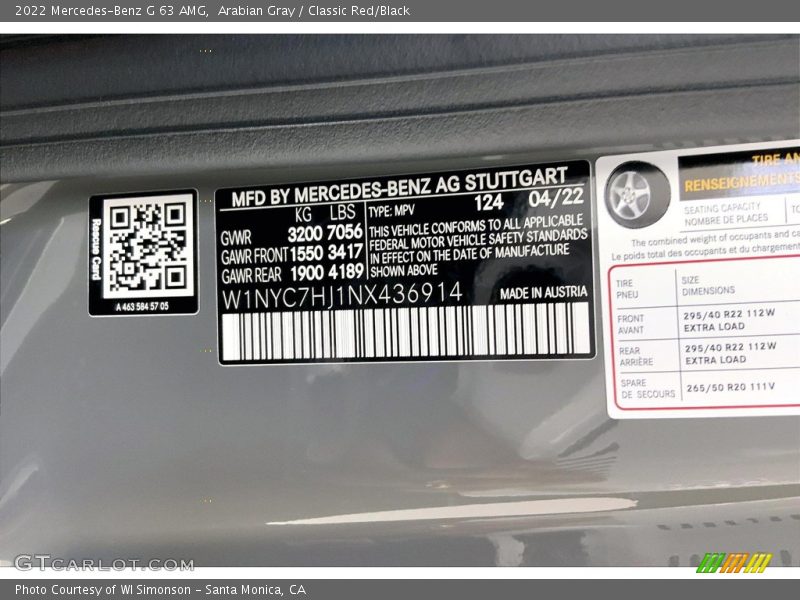 2022 Mercedes-Benz G 63 AMG, Arabian Gray / Classic Red/Black
Rescue Card
A 463 584 57 05
MFD BY MERCEDES-BENZ AG STUTTGART
KG LBS TYPE: MPV 124 04/22
GWR 3200 7056
GAWR FRONT 1550 3417
GAWR REAR 1900 4189
THIS VEHICLE CONFORMS TO ALL APPLICABLE
FEDERAL MOTOR VEHICLE SAFETY STANDARDS
IN EFFECT ON THE DATE OF MANUFACTURE
SHOWN ABOVE
W1NYC7HJ1NX436914 MADE IN AUSTRIA
TIRE AN
RENSEIGNEMENTS
SEATING CAPACITY
NOMBRE DE PLACES
The combined weight of occupants and ca
Le poids total des occupants et du chargement
TIRE SIZE
PNEU DIMENSIONS
FRONT 295/40 R22 112W
AVANT EXTRA LOAD
REAR 295/40 R22 112W
ARRIÈRE EXTRA LOAD
SPARE 265/50 R20 111V
DE SECOURS
GTCARLOT.COM
Photo Courtesy of WI Simonson - Santa Monica, CA